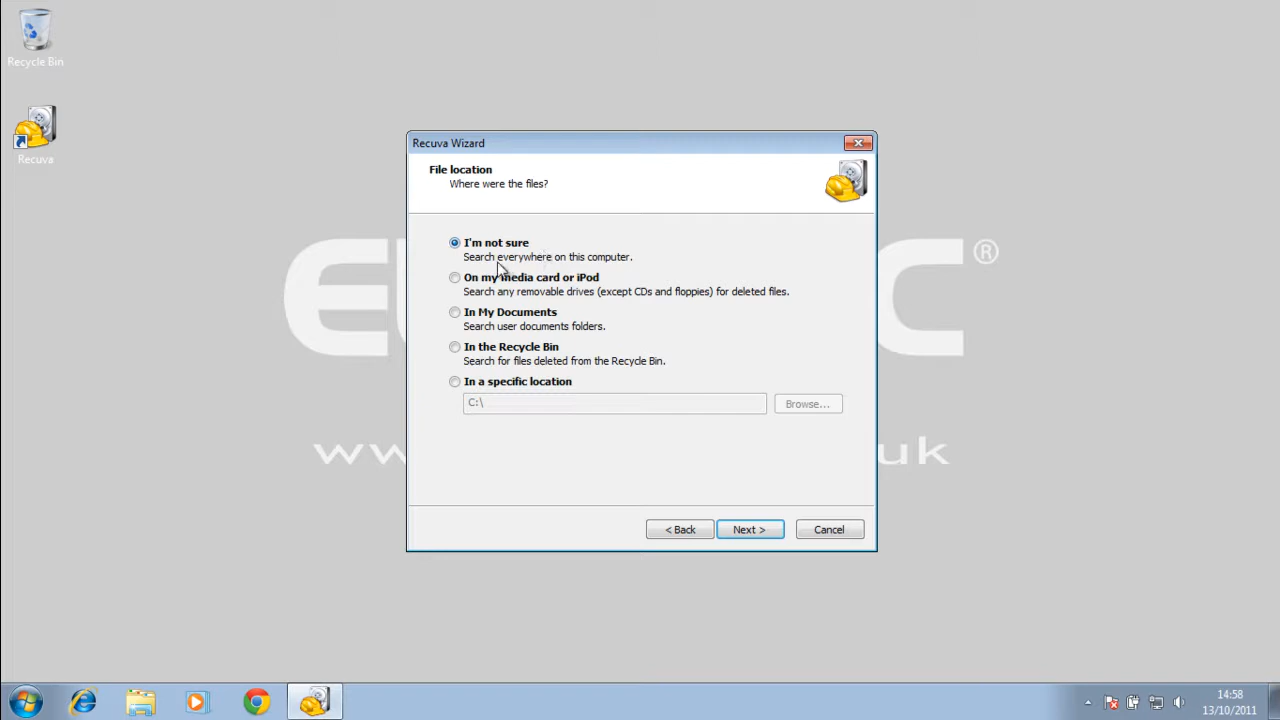 Recycle Bin
Recuva
Recuva Wizard
File location
Where were the files?
I'm not sure
Search everywhere on this computer.
On my media card or iPod
Search any removable drives (except CDs and floppies) for deleted files.
In My Documents
Search user documents folders.
In the Recycle Bin
Search for files deleted from the Recycle Bin.
In a specific location
C:\
Browse...
< Back
Next >
Cancel
®
14:58
13/10/2011